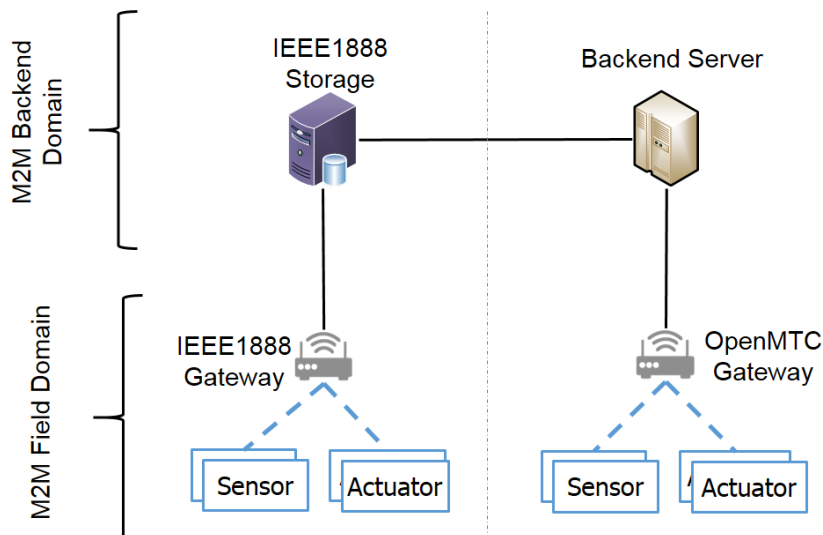 IEEE1888
Storage
Backend Server
M2M Backend
Domain
IEEE1888
Gateway
OpenMTC
Gateway
M2M Field Domain
Sensor
Actuator
Sensor
Actuator